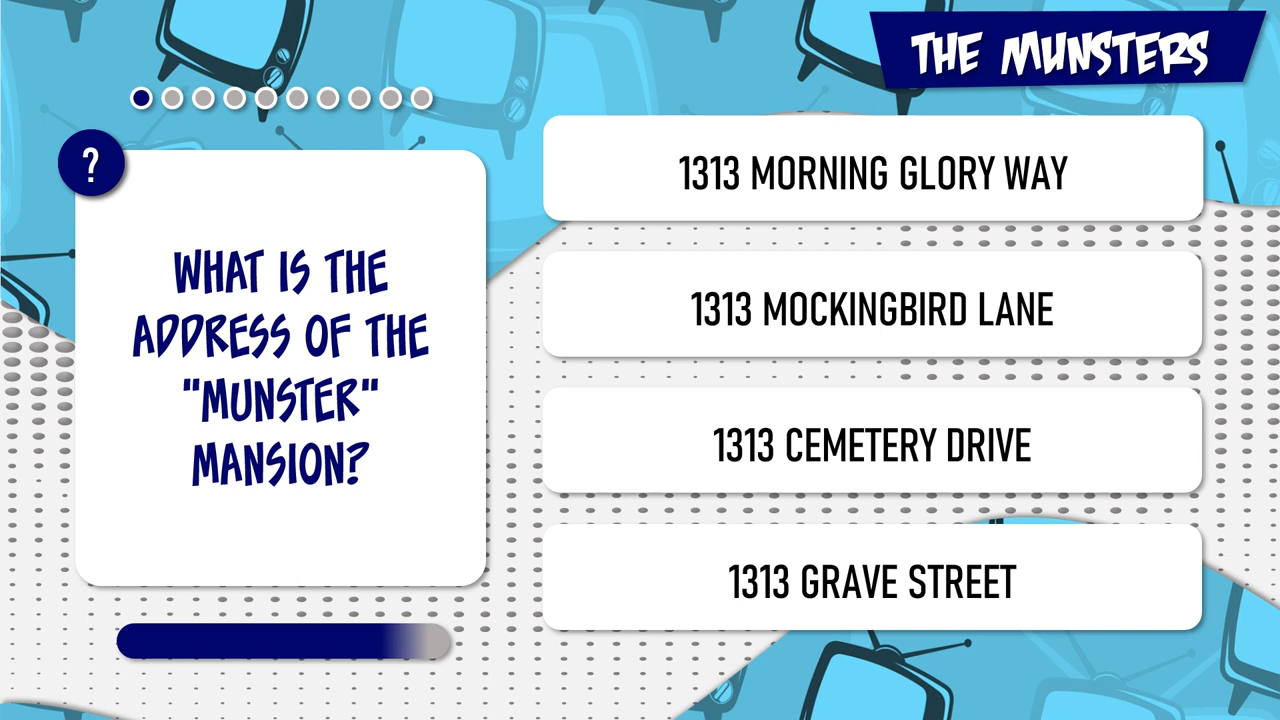 THE MUNSTERS
?
WHAT IS THE
ADDRESS OF THE
"MUNSTER"
MANSION?
1313 MORNING GLORY WAY
1313 MOCKINGBIRD LANE
1313 CEMETERY DRIVE
1313 GRAVE STREET